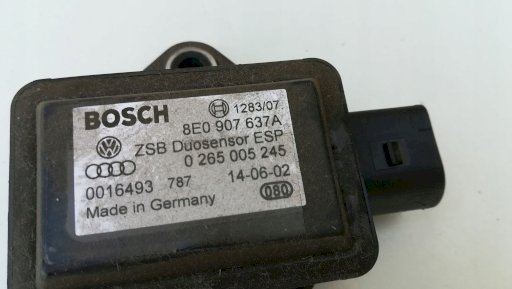 BOSCH
1283/07
8E0 907 637A
ZSB Duosensor ESP
0 265 005 245
0016493 787 14-06-02
Made in Germany 080